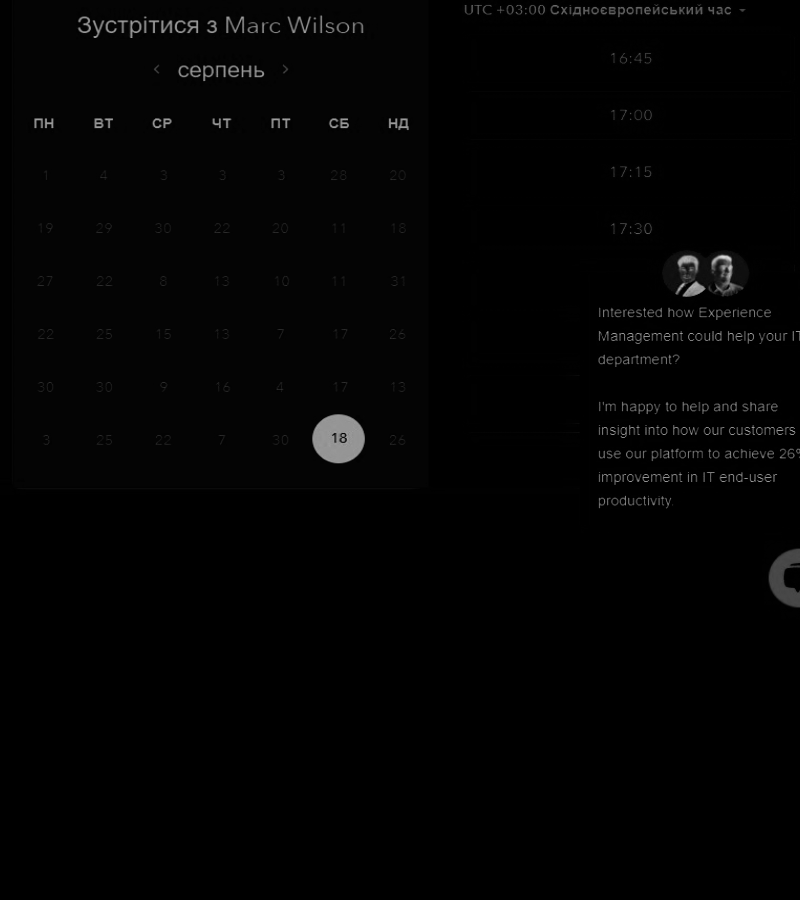 Зустрітися з Marc Wilson
серпень
ПН ВТ СР ЧТ ПТ СБ НД
1 4 3 3 3 28 20
19 29 30 22 20 11 18
27 22 8 13 10 11 31
22 25 15 13 7 17 26
30 30 9 16 4 17 13
3 25 22 7 30 18 26
UTC +03:00 Східноєвропейський час
16:45
17:00
17:15
17:30
Interested how Experience
Management could help your IT
department?
I'm happy to help and share
insight into how our customers
use our platform to achieve 26%
improvement in IT end-user
productivity.